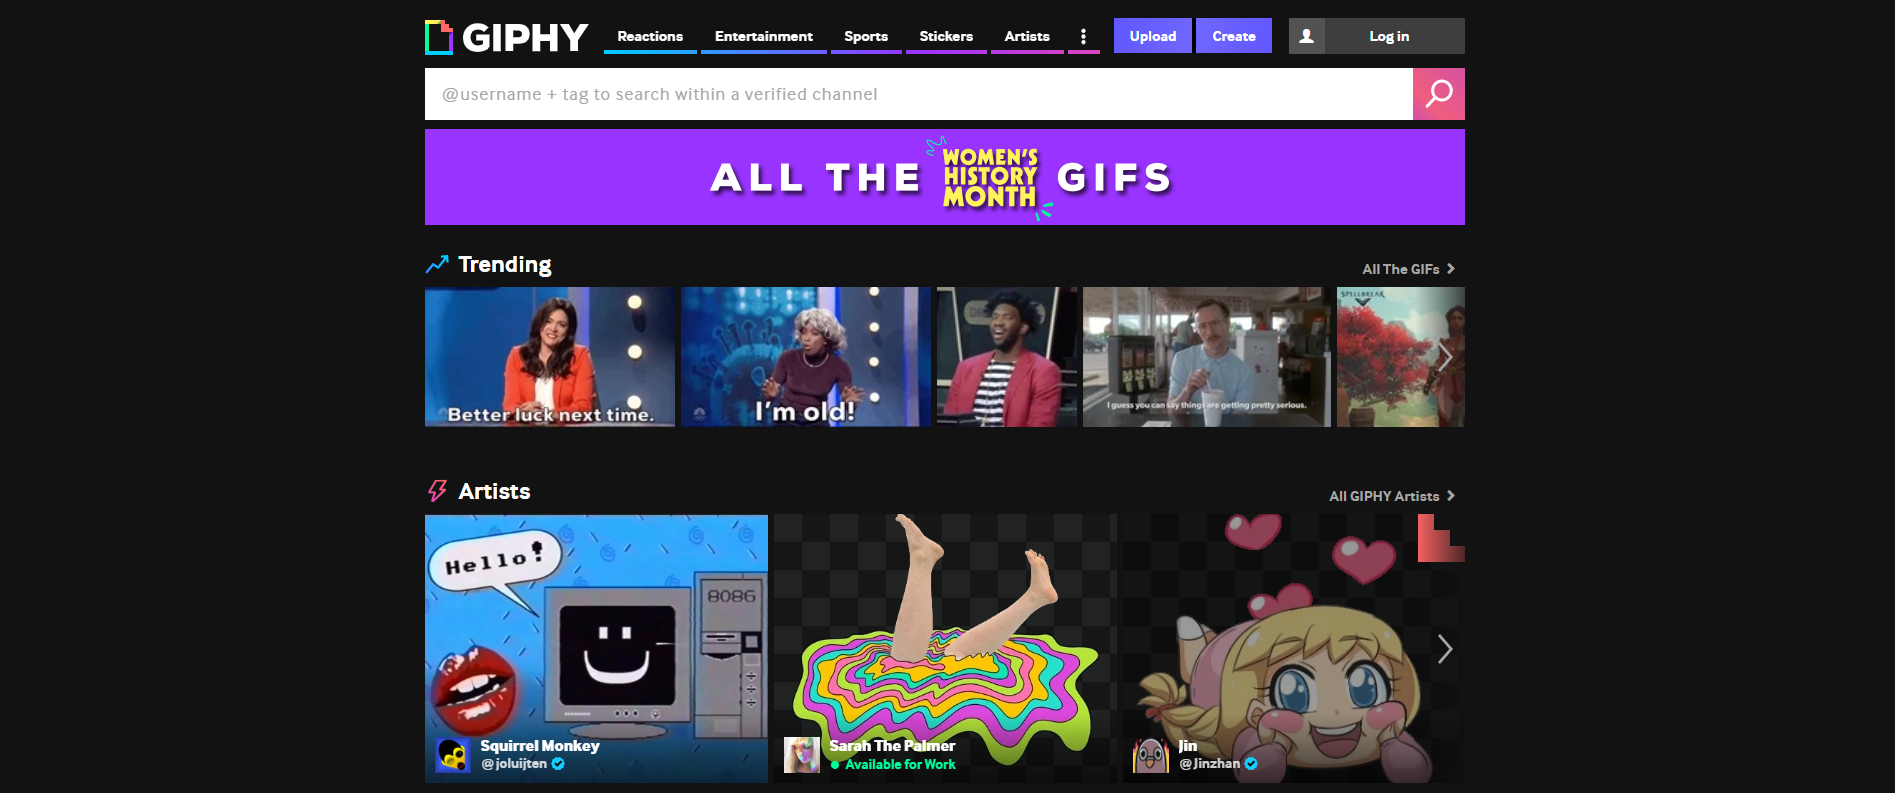 GIPHY
Reactions
Entertainment
Sports
Stickers
Artists
Upload
Create
Log in
@username + tag to search within a verified channel
ALL THE WOMEN'S HISTORY MONTH GIFS
Trending
All The GIFs
Better luck next time.
I'm old!
I guess you can say things are getting pretty serious.
SPELLBREAK
Artists
All GIPHY Artists
Hello!
8086
Squirrel Monkey
@joluijten
Sarah The Palmer
Available for Work
Jin
@Jinzhan